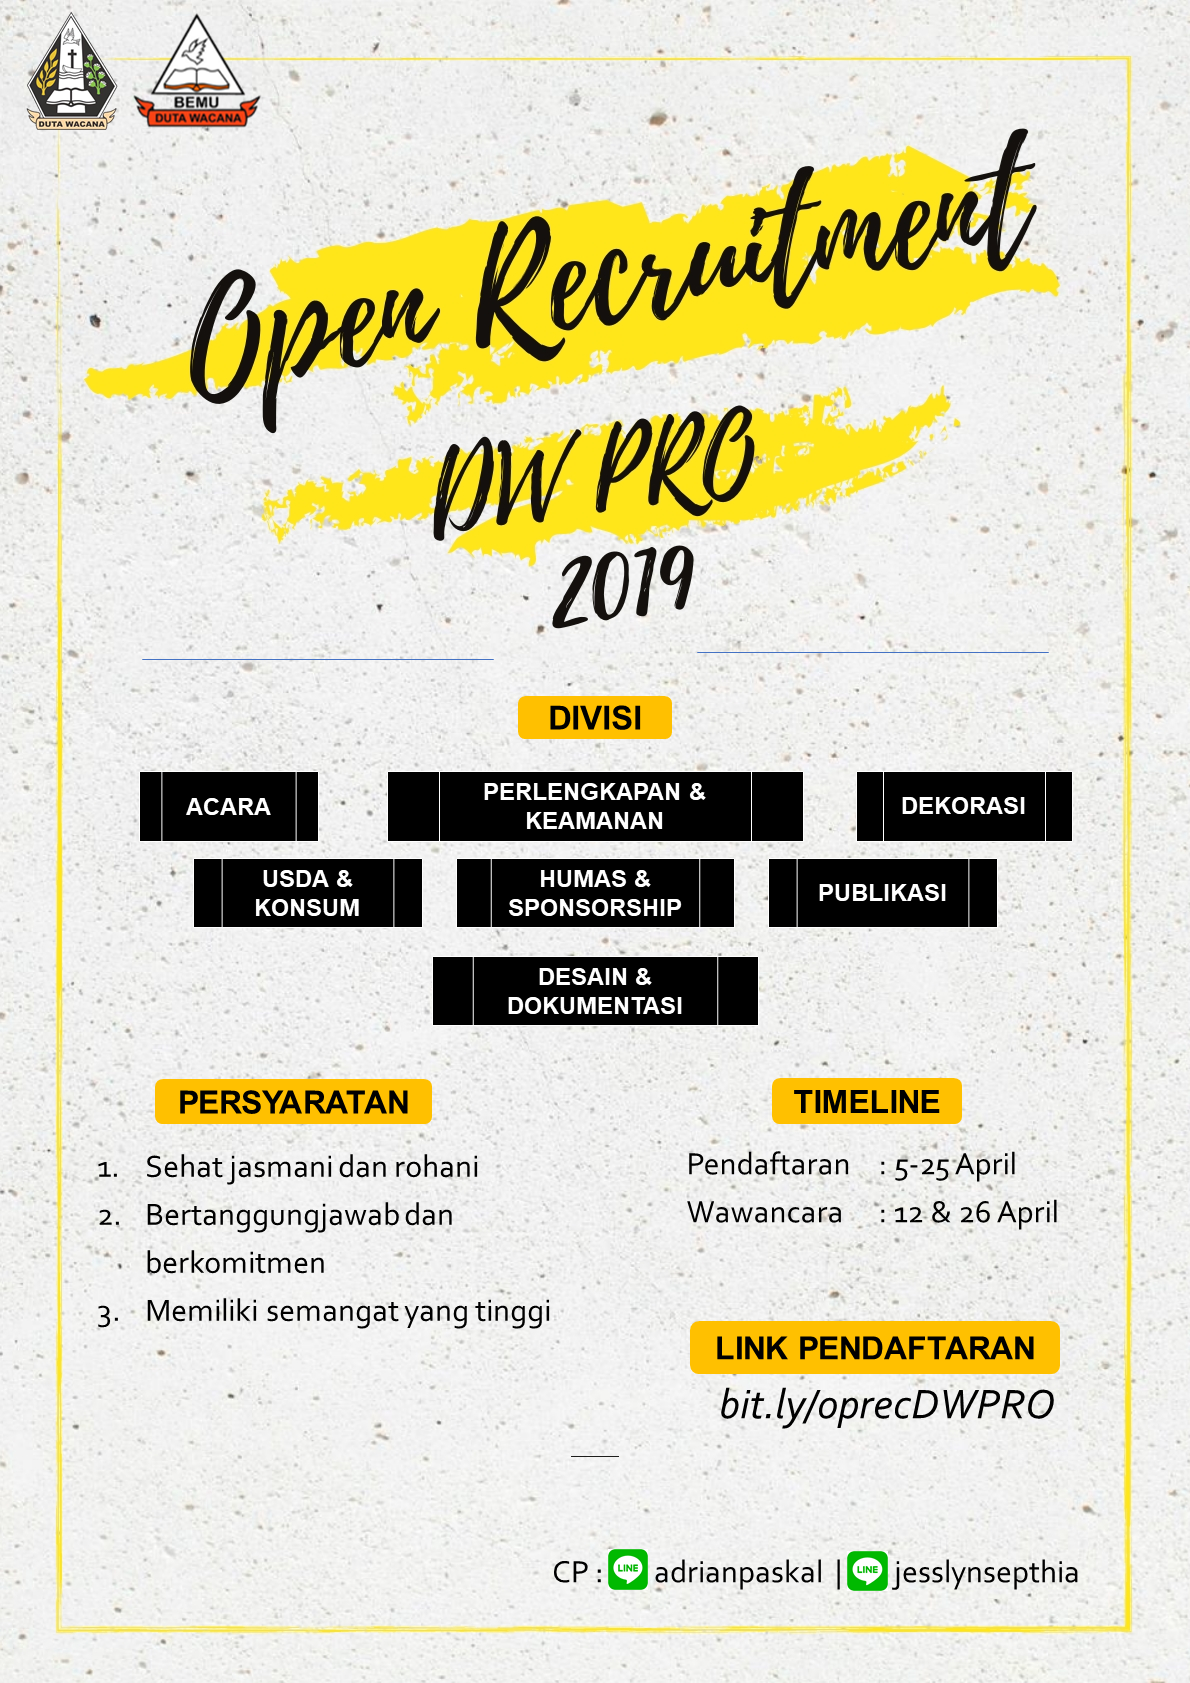 DUTA WACANA
BEMU
DUTA WACANA
Open Recruitment
DW PRO
2019
DIVISI
ACARA
PERLENGKAPAN &
KEAMANAN
DEKORASI
USDA &
KONSUM
HUMAS &
SPONSORSHIP
PUBLIKASI
DESAIN &
DOKUMENTASI
PERSYARATAN
1. Sehat jasmani dan rohani
2. Bertanggungjawab dan
berkomitmen
3. Memiliki semangat yang tinggi
TIMELINE
Pendaftaran : 5-25 April
Wawancara : 12 & 26 April
LINK PENDAFTARAN
bit.ly/oprecDWPRO
CP : LINE adrianpaskal | LINE jesslynsepthia